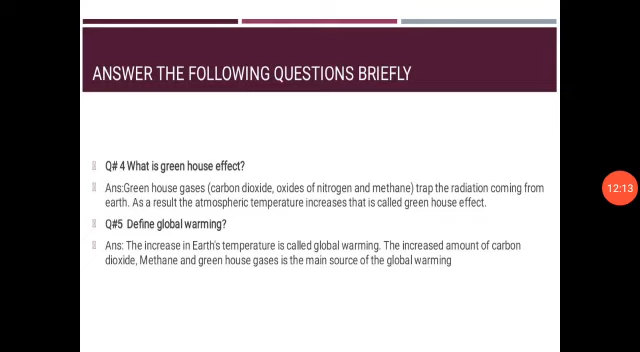 ANSWER THE FOLLOWING QUESTIONS BRIEFLY
Q# 4 What is green house effect?
Ans:Green house gases (carbon dioxide, oxides of nitrogen and methane) trap the radiation coming from
earth. As a result the atmospheric temperature increases that is called green house effect.
Q#5 Define global warming?
Ans: The increase in Earth's temperature is called global warming. The increased amount of carbon
dioxide, Methane and green house gases is the main source of the global warming
12:13